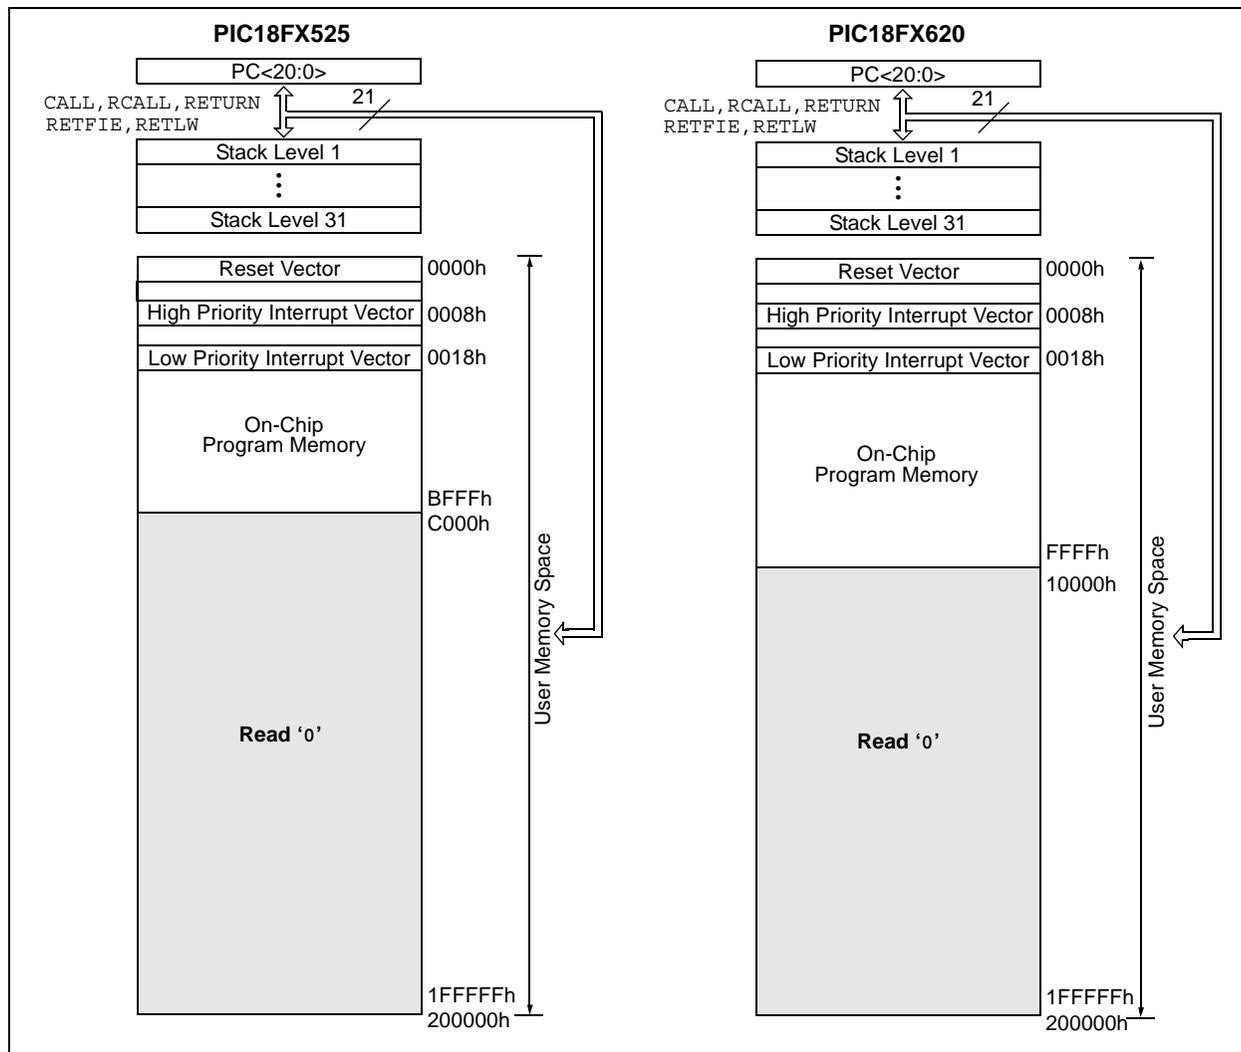 PIC18FX525
PC<20:0>
CALL,RCALL,RETURN
RETFIE,RETLW
21
Stack Level 1
Stack Level 31
Reset Vector
0000h
High Priority Interrupt Vector
0008h
Low Priority Interrupt Vector
0018h
On-Chip
Program Memory
BFFFh
C000h
User Memory Space
Read ‘0’
1FFFFFh
200000h
PIC18FX620
PC<20:0>
CALL,RCALL,RETURN
RETFIE,RETLW
21
Stack Level 1
Stack Level 31
Reset Vector
0000h
High Priority Interrupt Vector
0008h
Low Priority Interrupt Vector
0018h
On-Chip
Program Memory
FFFFh
10000h
User Memory Space
Read ‘0’
1FFFFFh
200000h